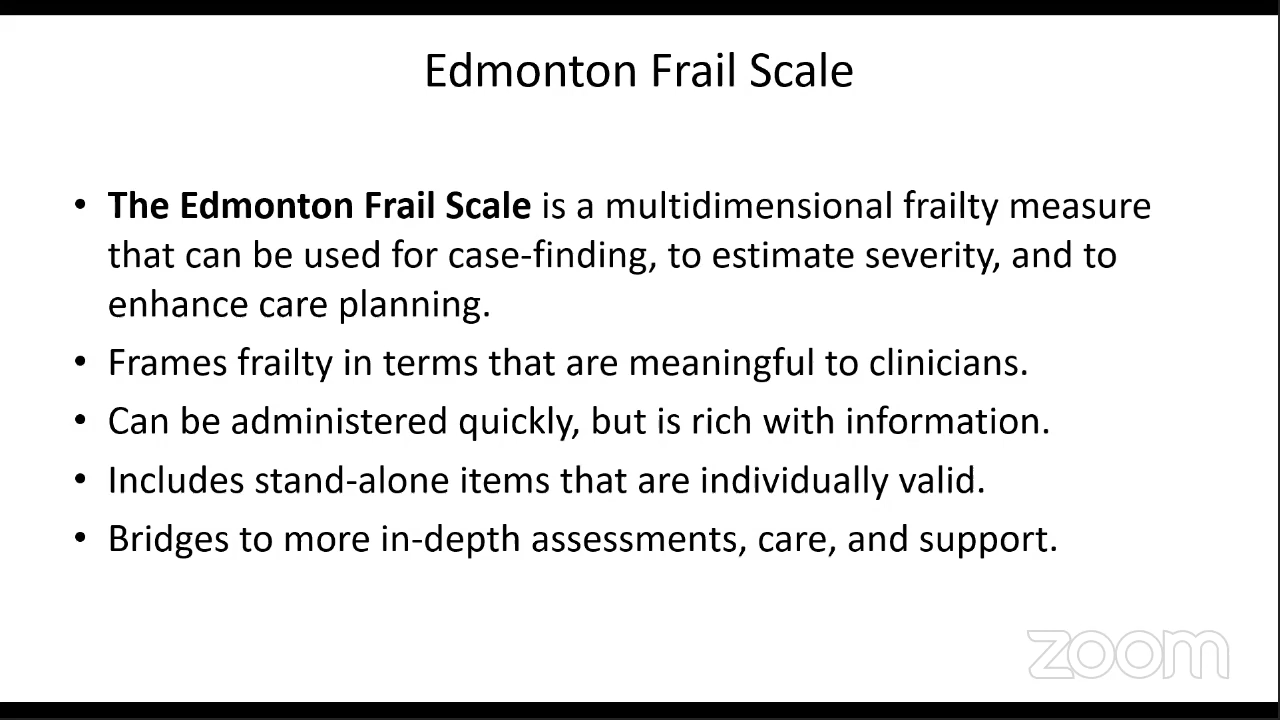 Edmonton Frail Scale
• The Edmonton Frail Scale is a multidimensional frailty measure
that can be used for case-finding, to estimate severity, and to
enhance care planning.
• Frames frailty in terms that are meaningful to clinicians.
• Can be administered quickly, but is rich with information.
• Includes stand-alone items that are individually valid.
• Bridges to more in-depth assessments, care, and support.
zoom